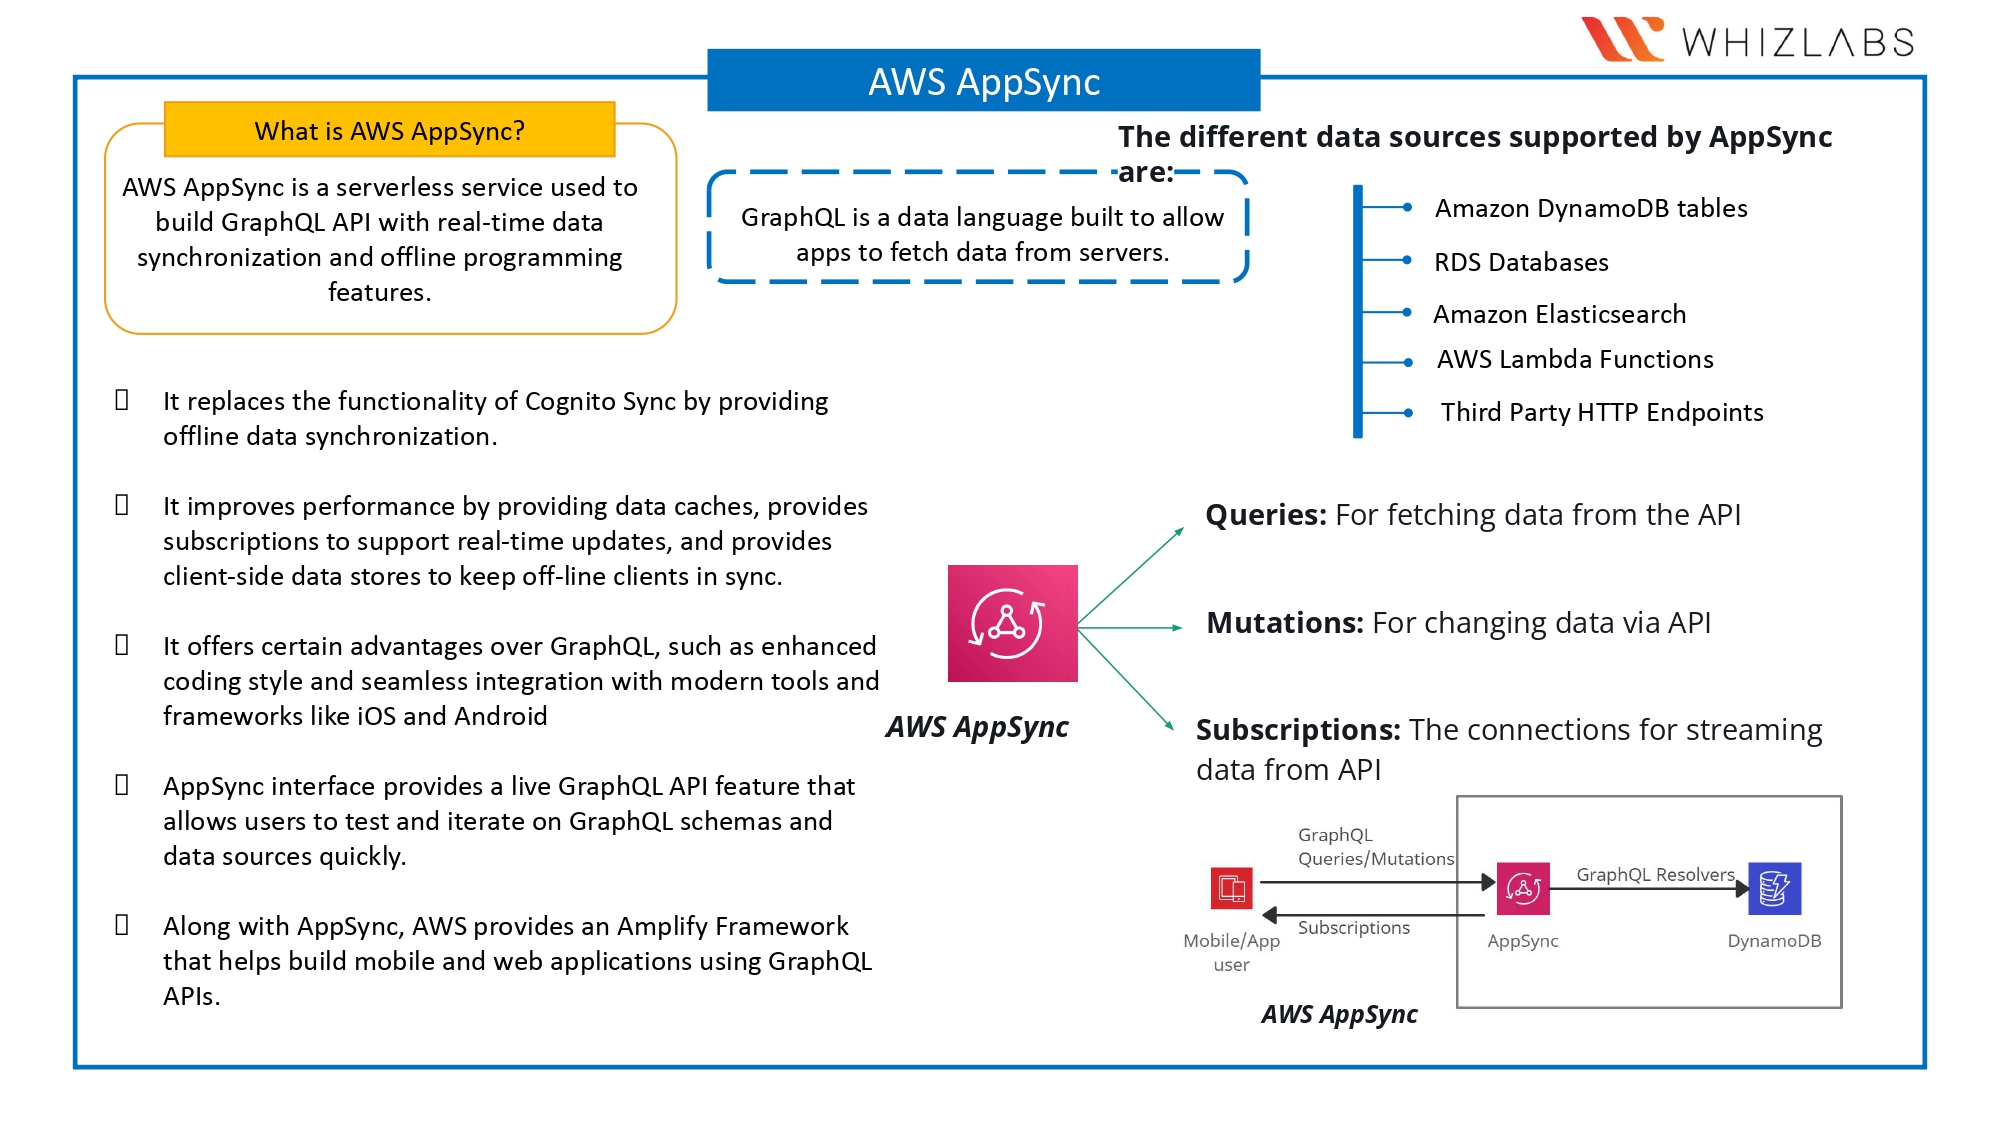 WHIZLABS
AWS AppSync
What is AWS AppSync?
AWS AppSync is a serverless service used to
build GraphQL API with real-time data
synchronization and offline programming
features.
GraphQL is a data language built to allow
apps to fetch data from servers.
The different data sources supported by AppSync
are:
Amazon DynamoDB tables
RDS Databases
Amazon Elasticsearch
AWS Lambda Functions
Third Party HTTP Endpoints
It replaces the functionality of Cognito Sync by providing
offline data synchronization.
It improves performance by providing data caches, provides
subscriptions to support real-time updates, and provides
client-side data stores to keep off-line clients in sync.
It offers certain advantages over GraphQL, such as enhanced
coding style and seamless integration with modern tools and
frameworks like iOS and Android
AppSync interface provides a live GraphQL API feature that
allows users to test and iterate on GraphQL schemas and
data sources quickly.
Along with AppSync, AWS provides an Amplify Framework
that helps build mobile and web applications using GraphQL
APIs.
AWS AppSync
Queries: For fetching data from the API
Mutations: For changing data via API
Subscriptions: The connections for streaming
data from API
GraphQL
Queries/Mutations
GraphQL Resolvers
Subscriptions
Mobile/App
user
AppSync
DynamoDB
AWS AppSync